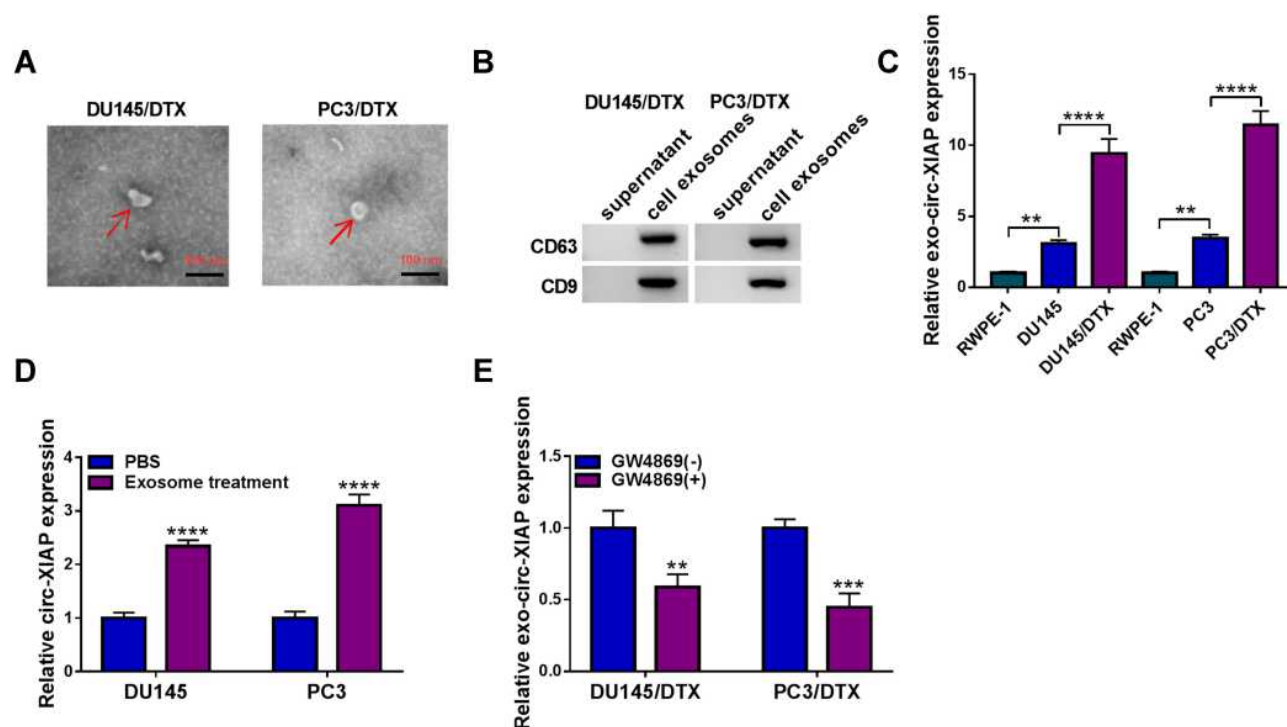 A
DU145/DTX
PC3/DTX
100 nm
B
DU145/DTX PC3/DTX
supernatant
cell exosomes
supernatant
cell exosomes
CD63
CD9
C
Relative exo-circ-XIAP expression
15
10
5
0
**
****
**
****
RWPE-1
DU145
DU145/DTX
RWPE-1
PC3
PC3/DTX
D
Relative circ-XIAP expression
4
3
2
1
0
PBS
Exosome treatment
****
****
DU145
PC3
E
Relative exo-circ-XIAP expression
1.5
1.0
0.5
0.0
GW4869(-)
GW4869(+)
**
***
DU145/DTX
PC3/DTX